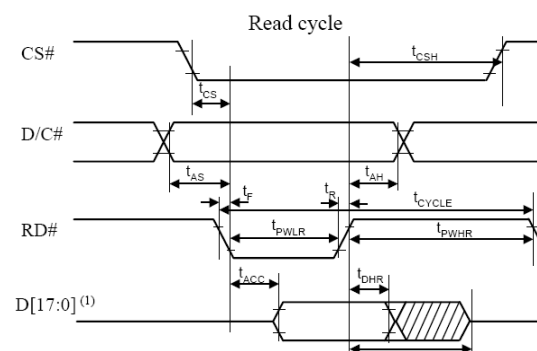 Read cycle
CS#
tCSH
tCS
D/C#
tAS
tAH
tF
tR
tCYCLE
RD#
tPWLR
tPWHR
tACC
tDHR
D[17:0] (1)